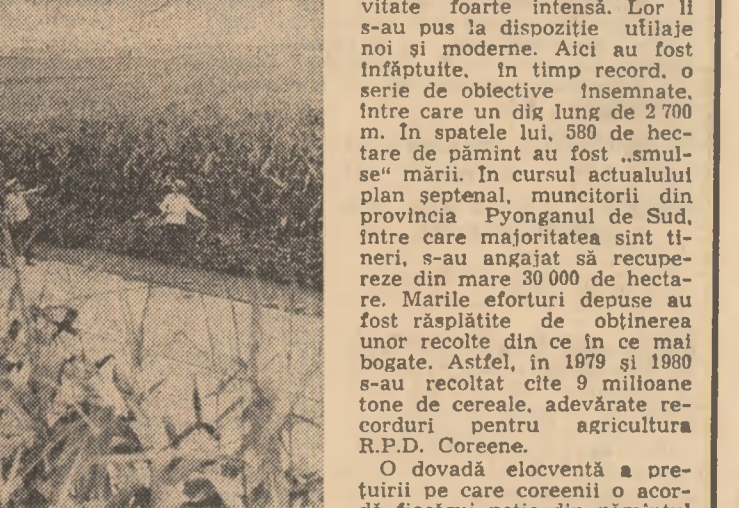 vitate foarte intensă. Lor li
s-au pus la dispoziție utilaje
noi și moderne. Aici au fost
înfăptuite, în timp record, o
serie de obiective însemnate,
între care un dig lung de 2 700
m. În spatele lui, 580 de hec-
tare de pămînt au fost „smul-
se“ mării. În cursul actualului
plan șeptenal, muncitorii din
provincia Pyonganul de Sud,
între care majoritatea sînt ti-
neri, s-au angajat să recupe-
reze din mare 30 000 de hecta-
re. Marile eforturi depuse au
fost răsplătite de obținerea
unor recolte din ce în ce mai
bogate. Astfel, în 1979 și 1980
s-au recoltat cîte 9 milioane
tone de cereale, adevărate re-
corduri pentru agricultura
R.P.D. Coreene.
O dovadă elocventă a pre-
țuirii pe care coreenii o acor-
dă fiecărui petic din pămîntul